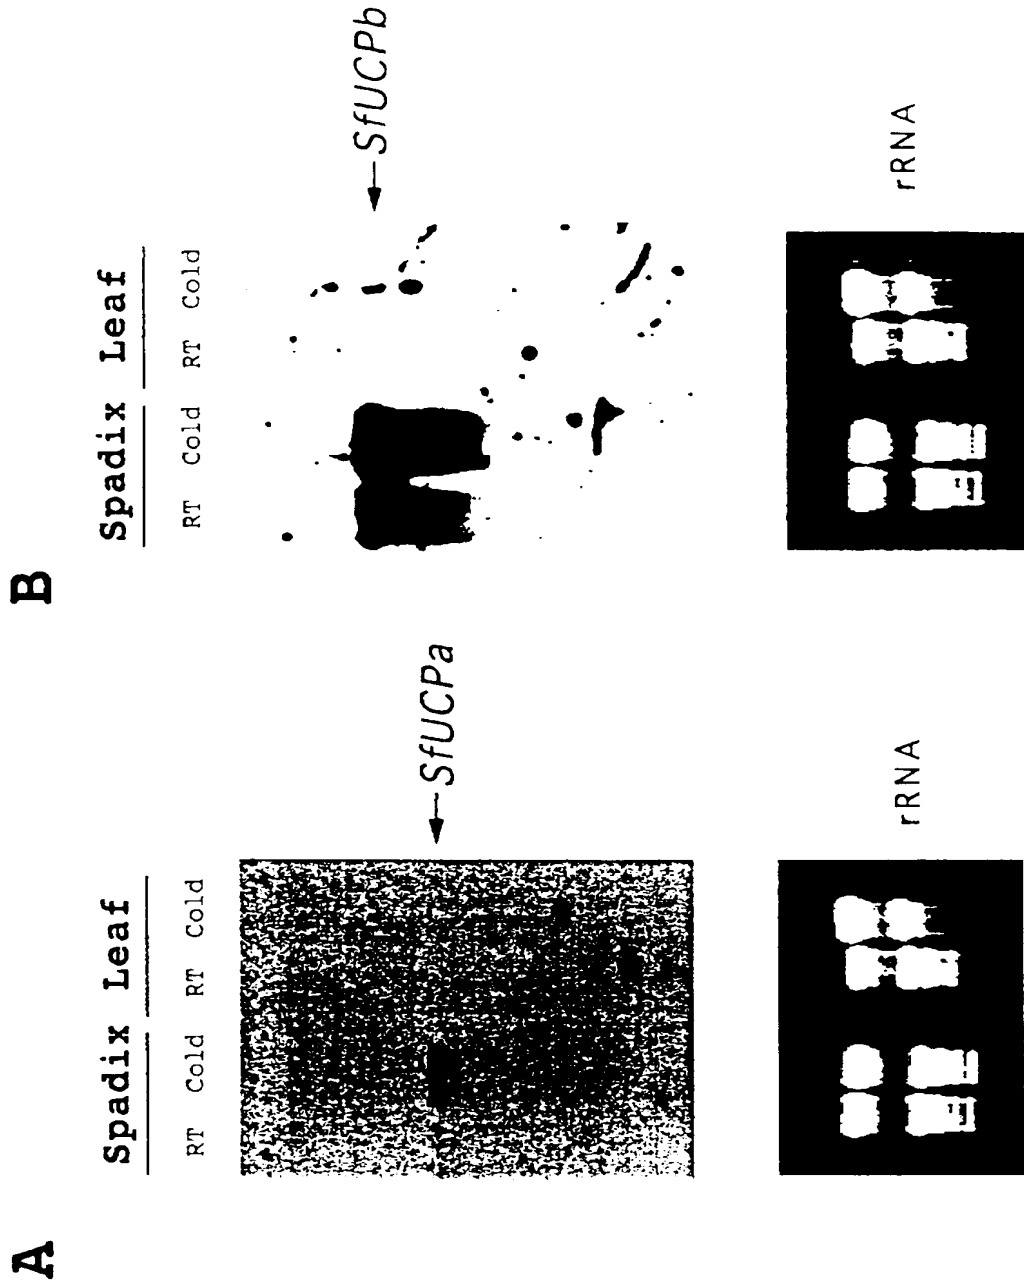 A
Spadix Leaf
RT Cold RT Cold
SfUCPa
rRNA
B
Spadix Leaf
RT Cold RT Cold
SfUCPb
rRNA